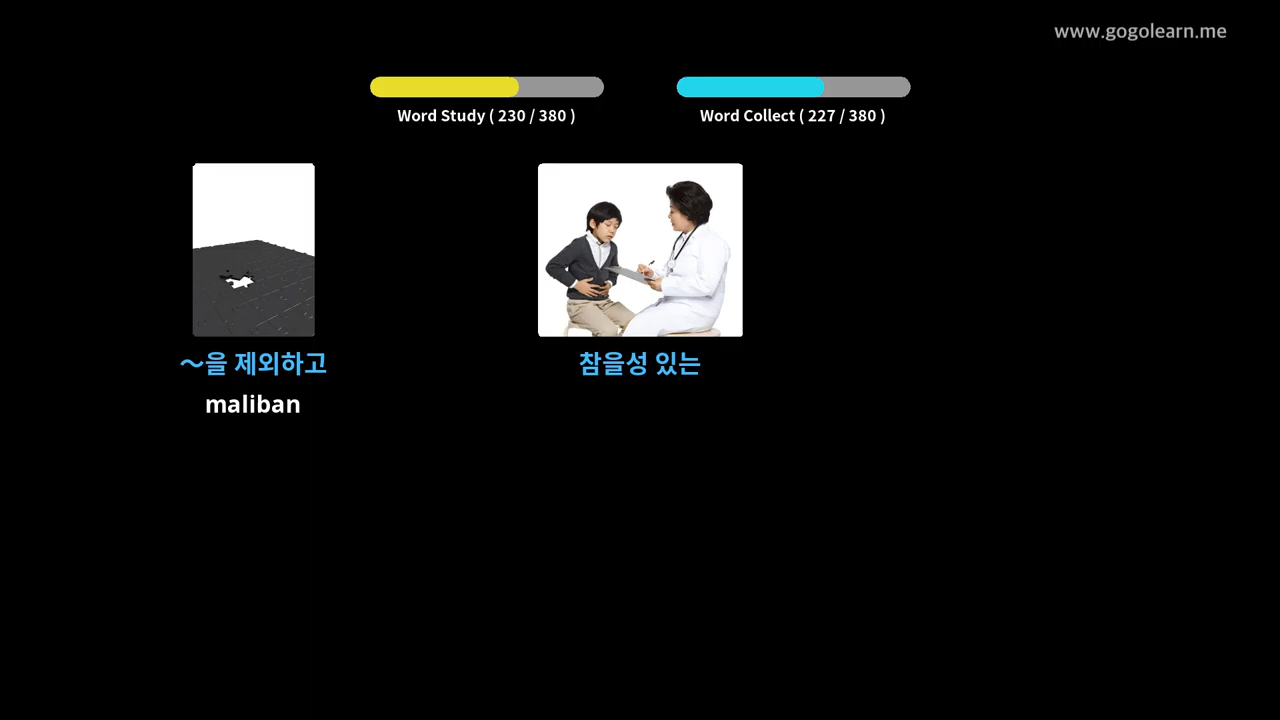 www.gogolearn.me
Word Study ( 230 / 380 )
Word Collect ( 227 / 380 )
～을 제외하고
maliban
참을성 있는